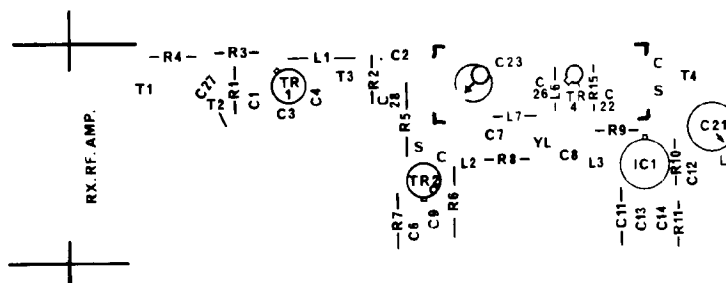 RX. RF. AMP.
T1
R4
C27
T2
R3
R1
C1
TR
1
C3
C4
L1
T3
R2
C2
C
28
R5
S
C
TR2
R7
C6
C9
R6
L2
R8
C7
L7
YL
C8
L3
C23
C
26
L6
TR
4
R15
C
22
R9
IC1
C
S
T4
C21
L
R10
C12
C11
C13
C14
R11